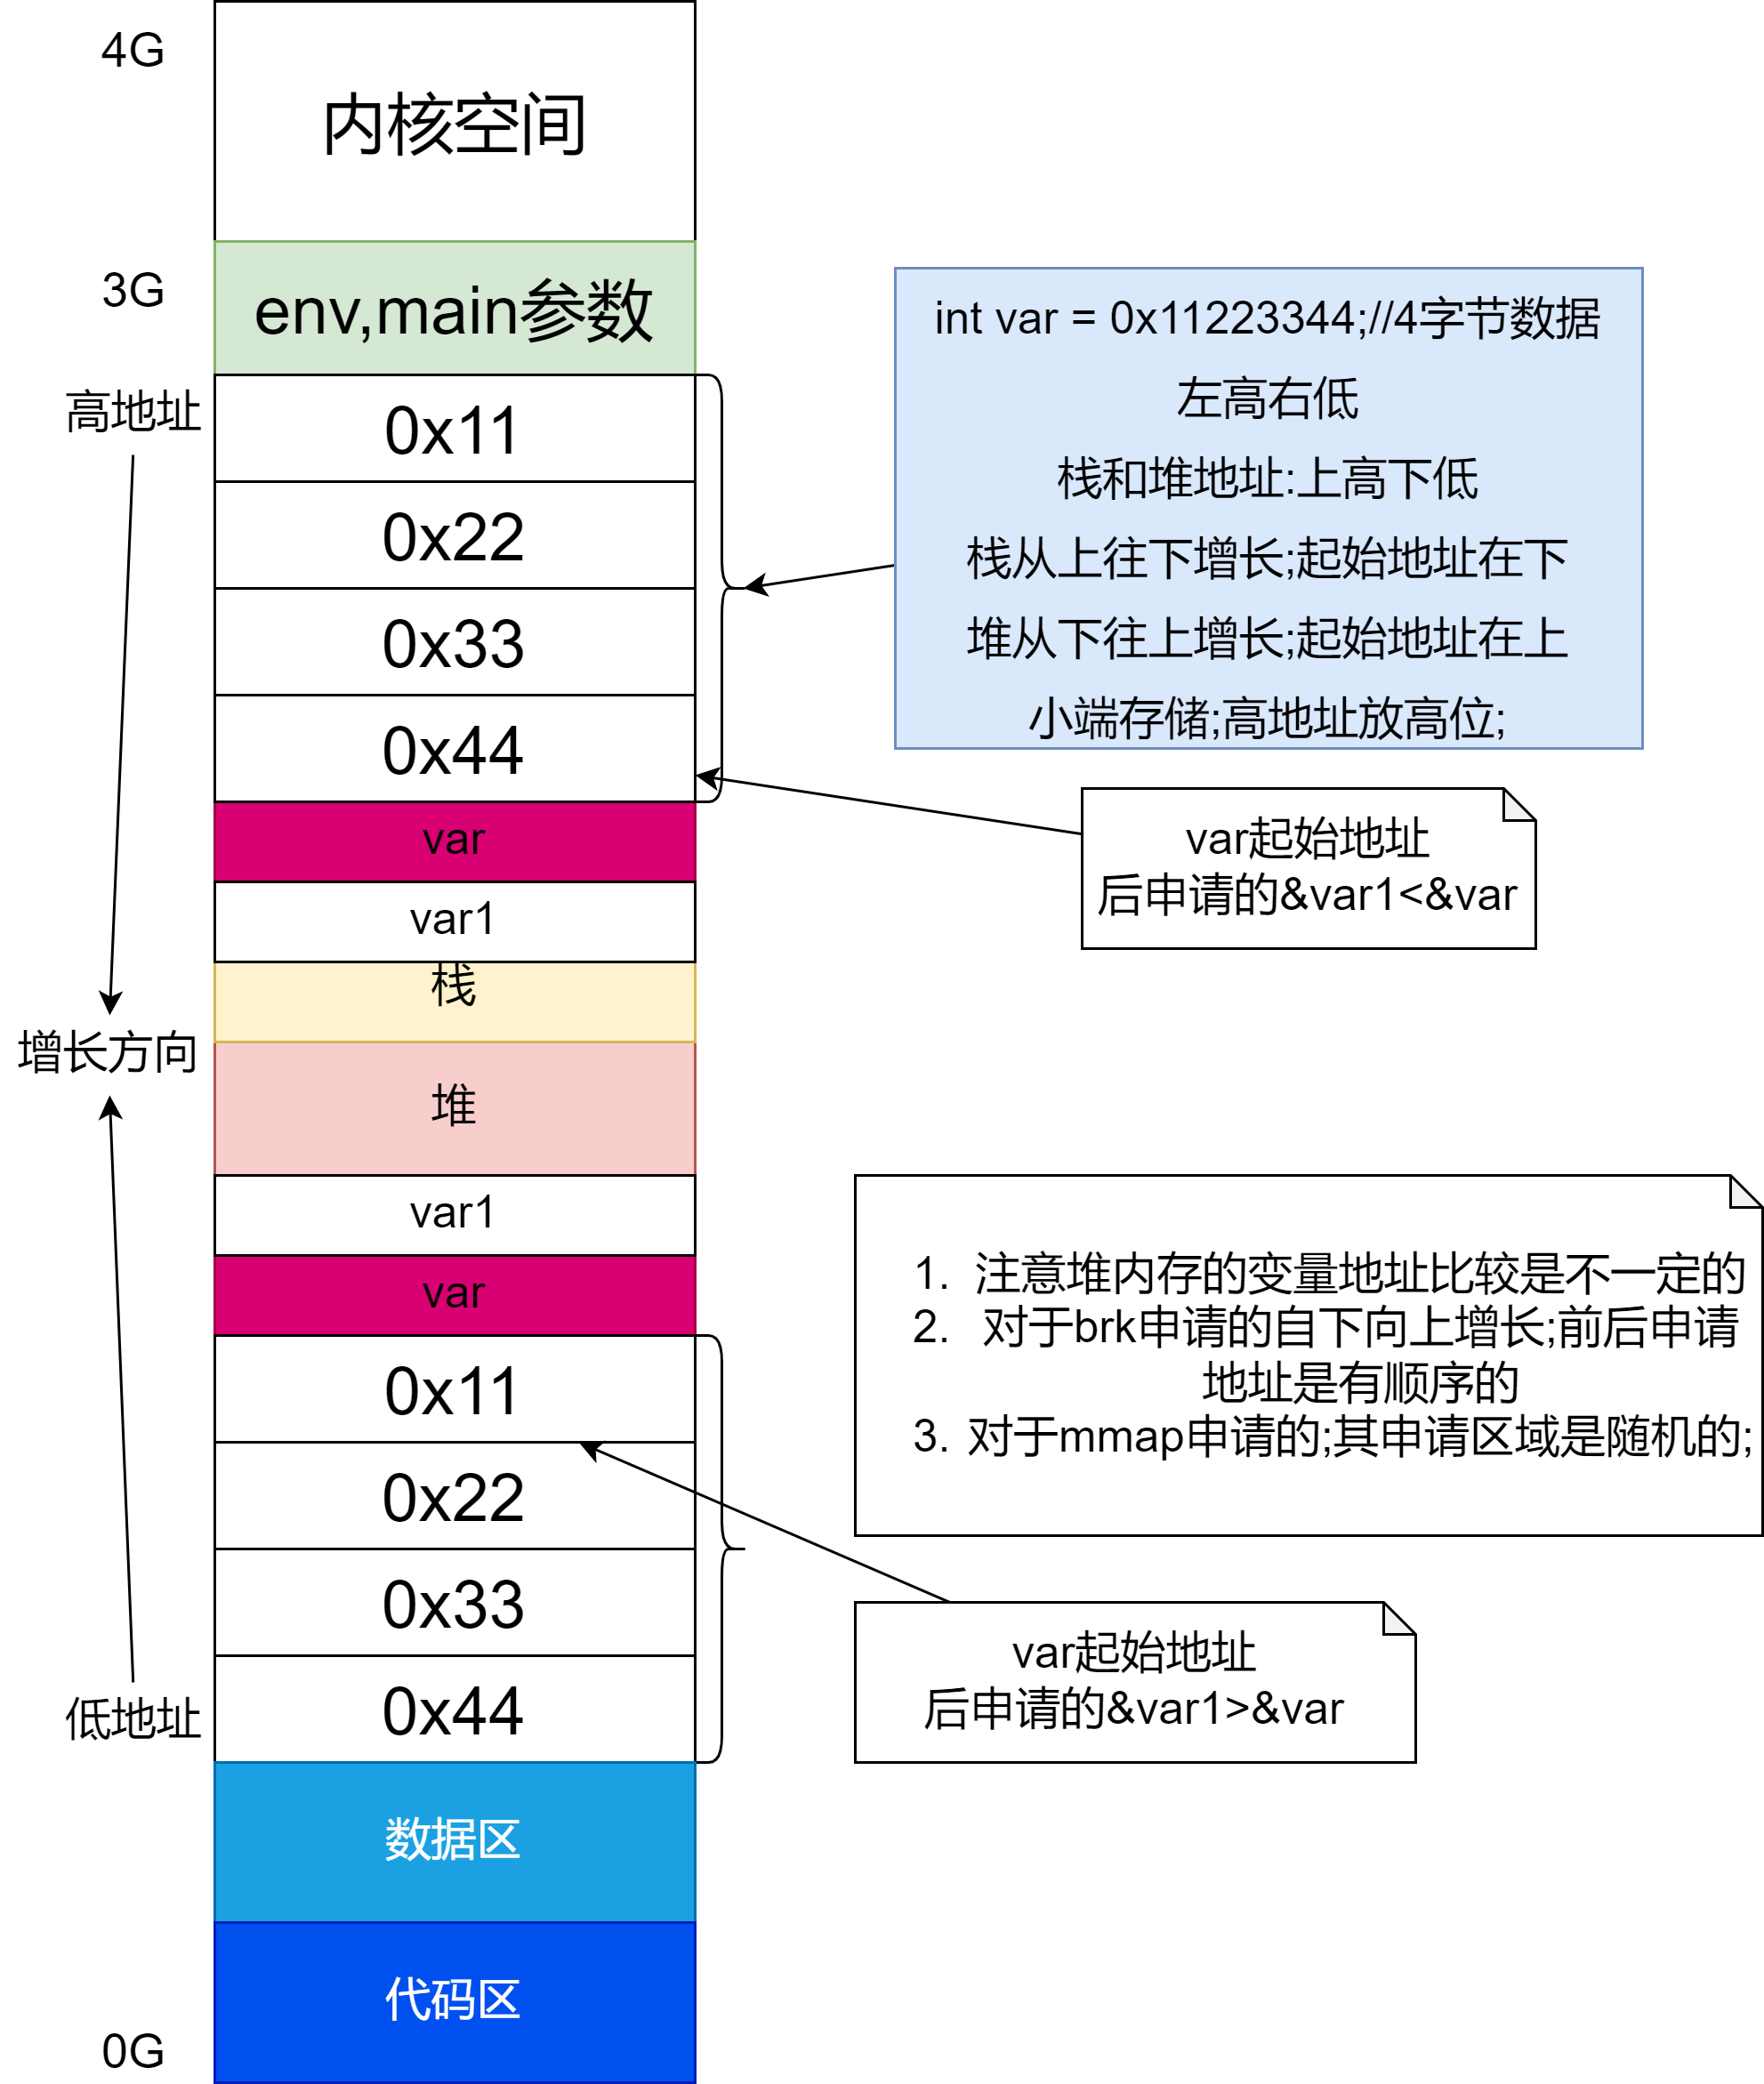 4G
内核空间
3G
env,main参数
高地址
0x11
0x22
0x33
0x44
var
var1
栈
增长方向
堆
var1
var
0x11
0x22
0x33
0x44
低地址
数据区
代码区
0G
int var = 0x11223344;//4字节数据
左高右低
栈和堆地址:上高下低
栈从上往下增长;起始地址在下
堆从下往上增长;起始地址在上
小端存储;高地址放高位;
var起始地址
后申请的&var1<&var
1. 注意堆内存的变量地址比较是不一定的
2. 对于brk申请的自下向上增长;前后申请
地址是有顺序的
3. 对于mmap申请的;其申请区域是随机的;
var起始地址
后申请的&var1>&var